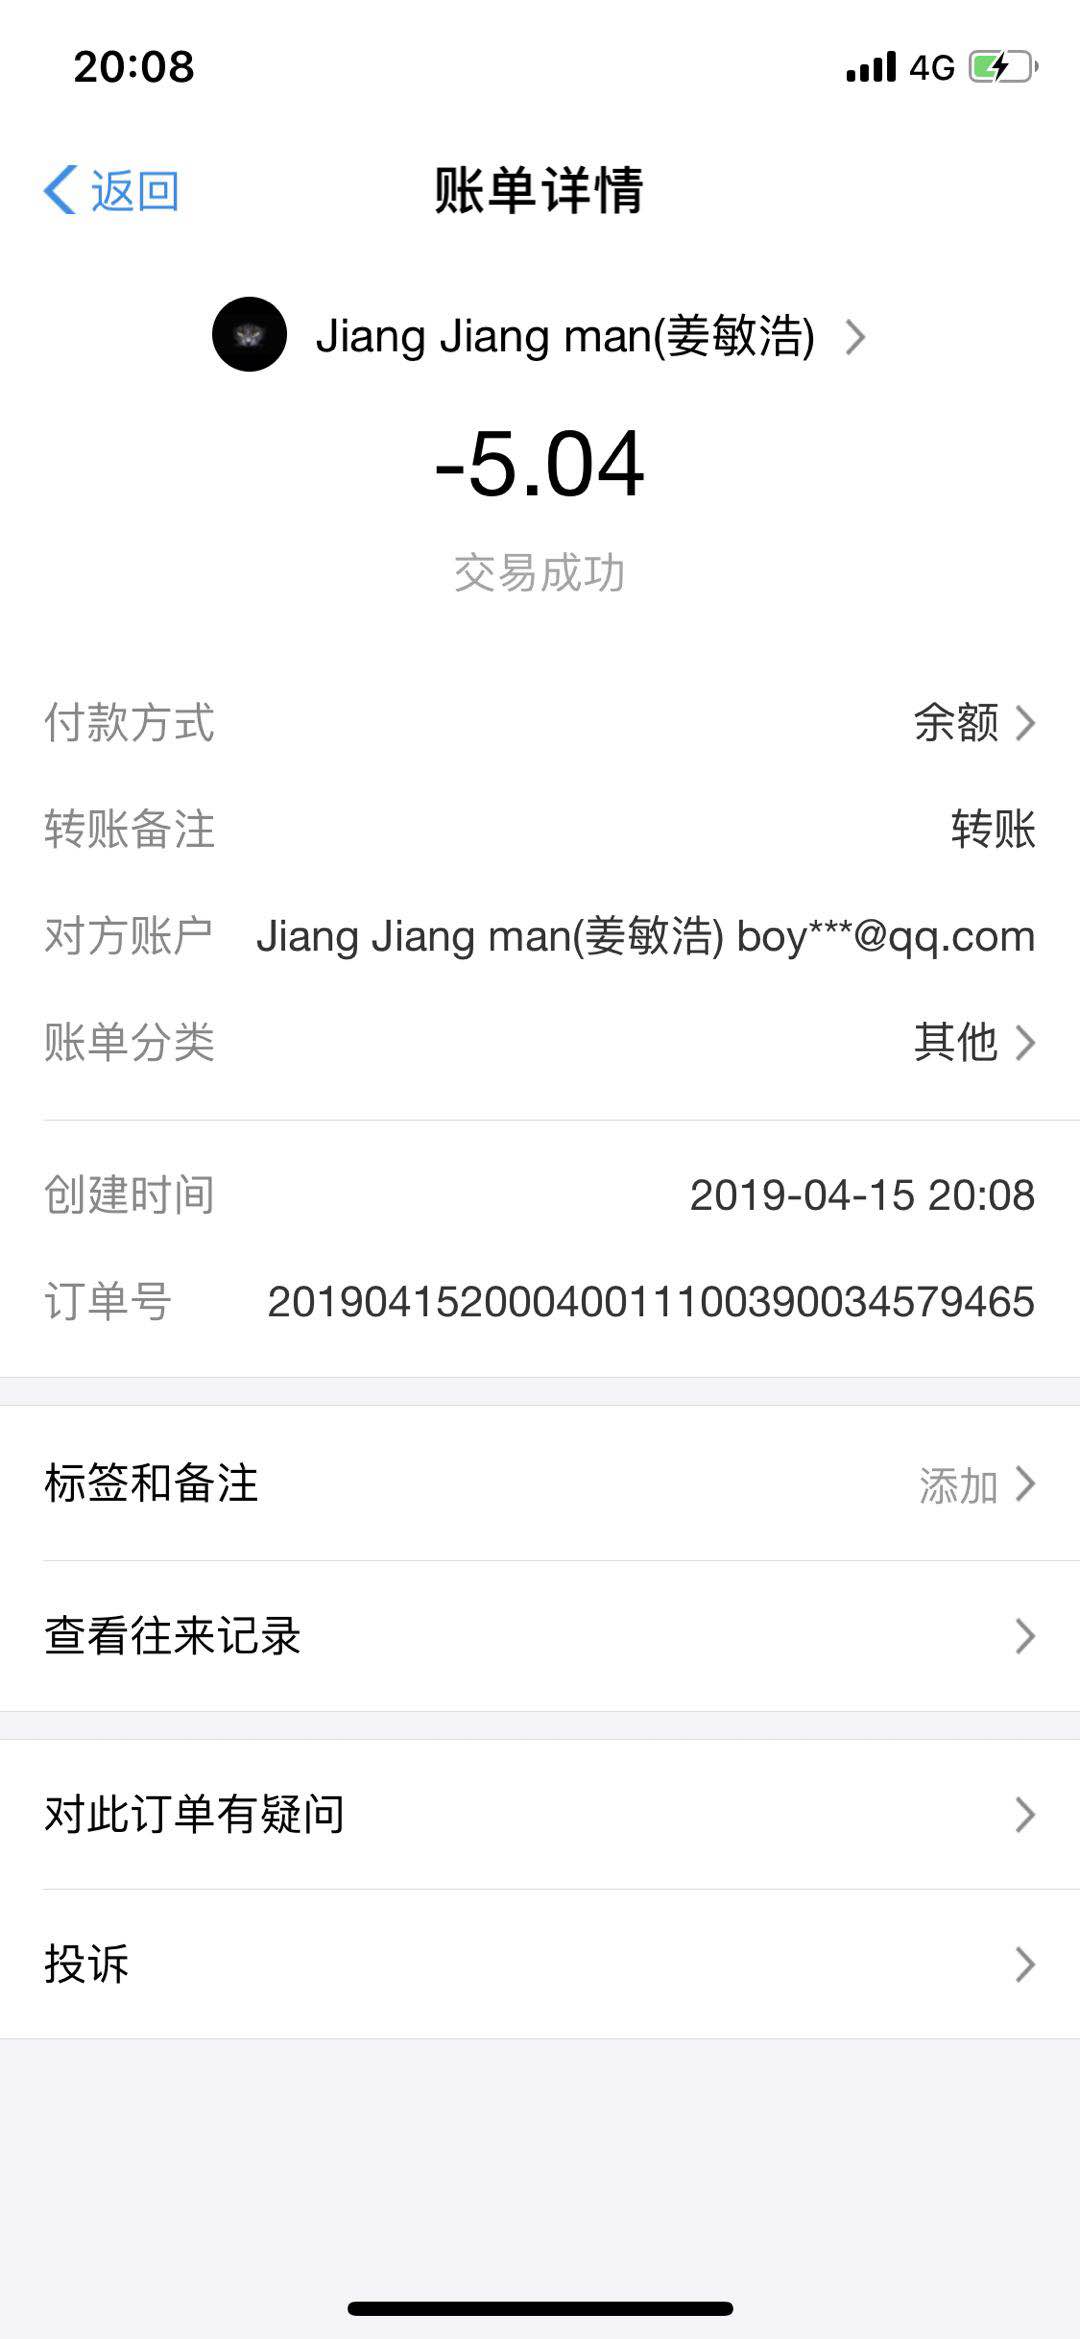 20:08 4G
返回 账单详情
Jiang Jiang man(姜敏浩)
-5.04
交易成功
付款方式 余额
转账备注 转账
对方账户 Jiang Jiang man(姜敏浩) boy***@qq.com
账单分类 其他
创建时间 2019-04-15 20:08
订单号 20190415200040011100390034579465
标签和备注 添加
查看往来记录
对此订单有疑问
投诉